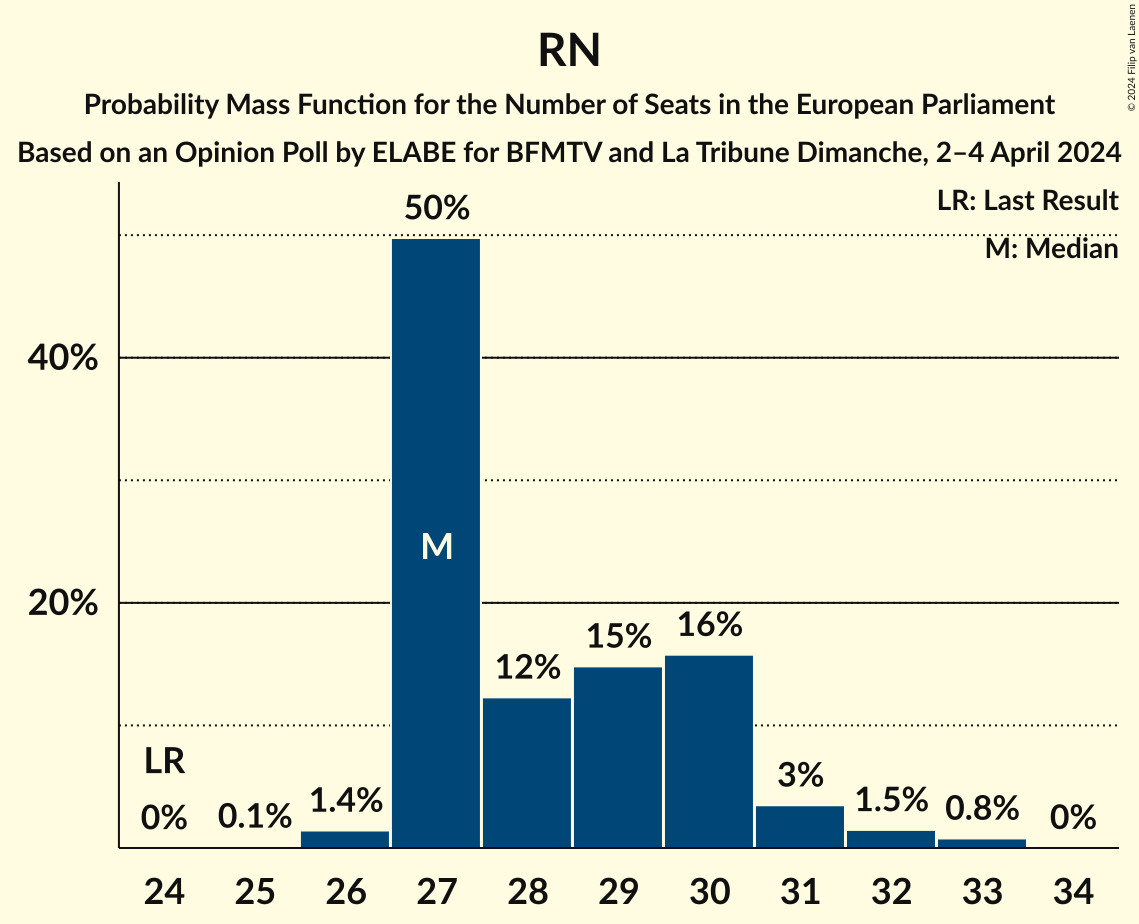 RN
Probability Mass Function for the Number of Seats in the European Parliament
Based on an Opinion Poll by ELABE for BFMTV and La Tribune Dimanche, 2–4 April 2024
© 2024 Filip van Laenen
LR: Last Result
M: Median
50%
40%
M
20%
16%
15%
12%
LR
3%
0%
0.1%
1.4%
1.5%
0.8%
0%
24 25 26 27 28 29 30 31 32 33 34